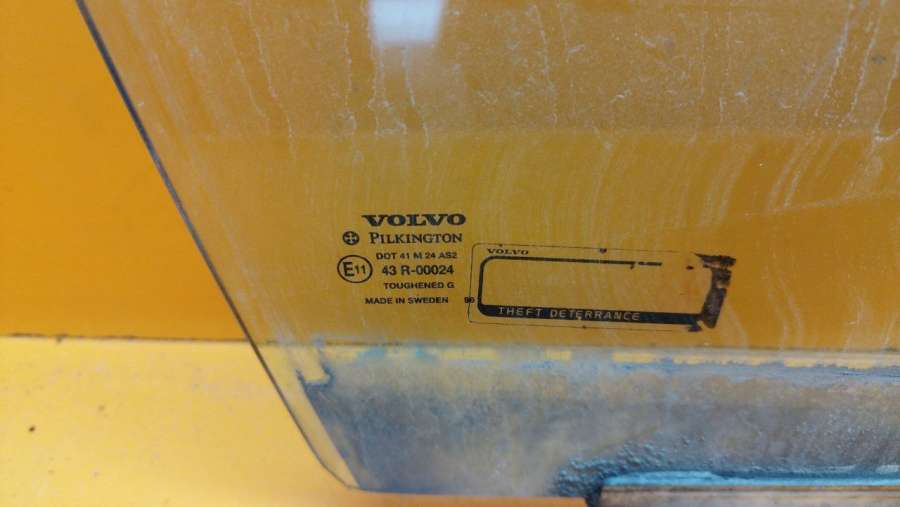 VOLVO
PILKINGTON
DOT 41 M 24 AS2
E11 43 R-00024
TOUGHENED G
MADE IN SWEDEN
VOLVO
THEFT DETERRANCE